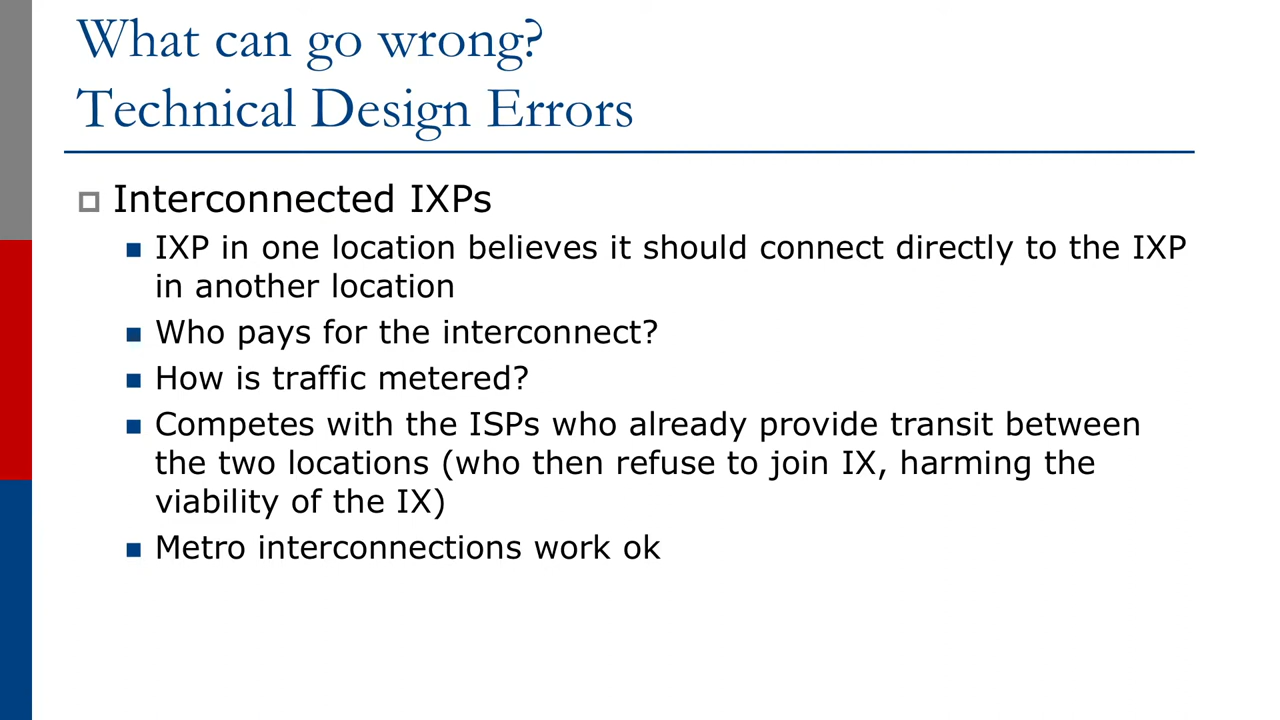 What can go wrong?
Technical Design Errors
Interconnected IXPs
IXP in one location believes it should connect directly to the IXP
in another location
Who pays for the interconnect?
How is traffic metered?
Competes with the ISPs who already provide transit between
the two locations (who then refuse to join IX, harming the
viability of the IX)
Metro interconnections work ok